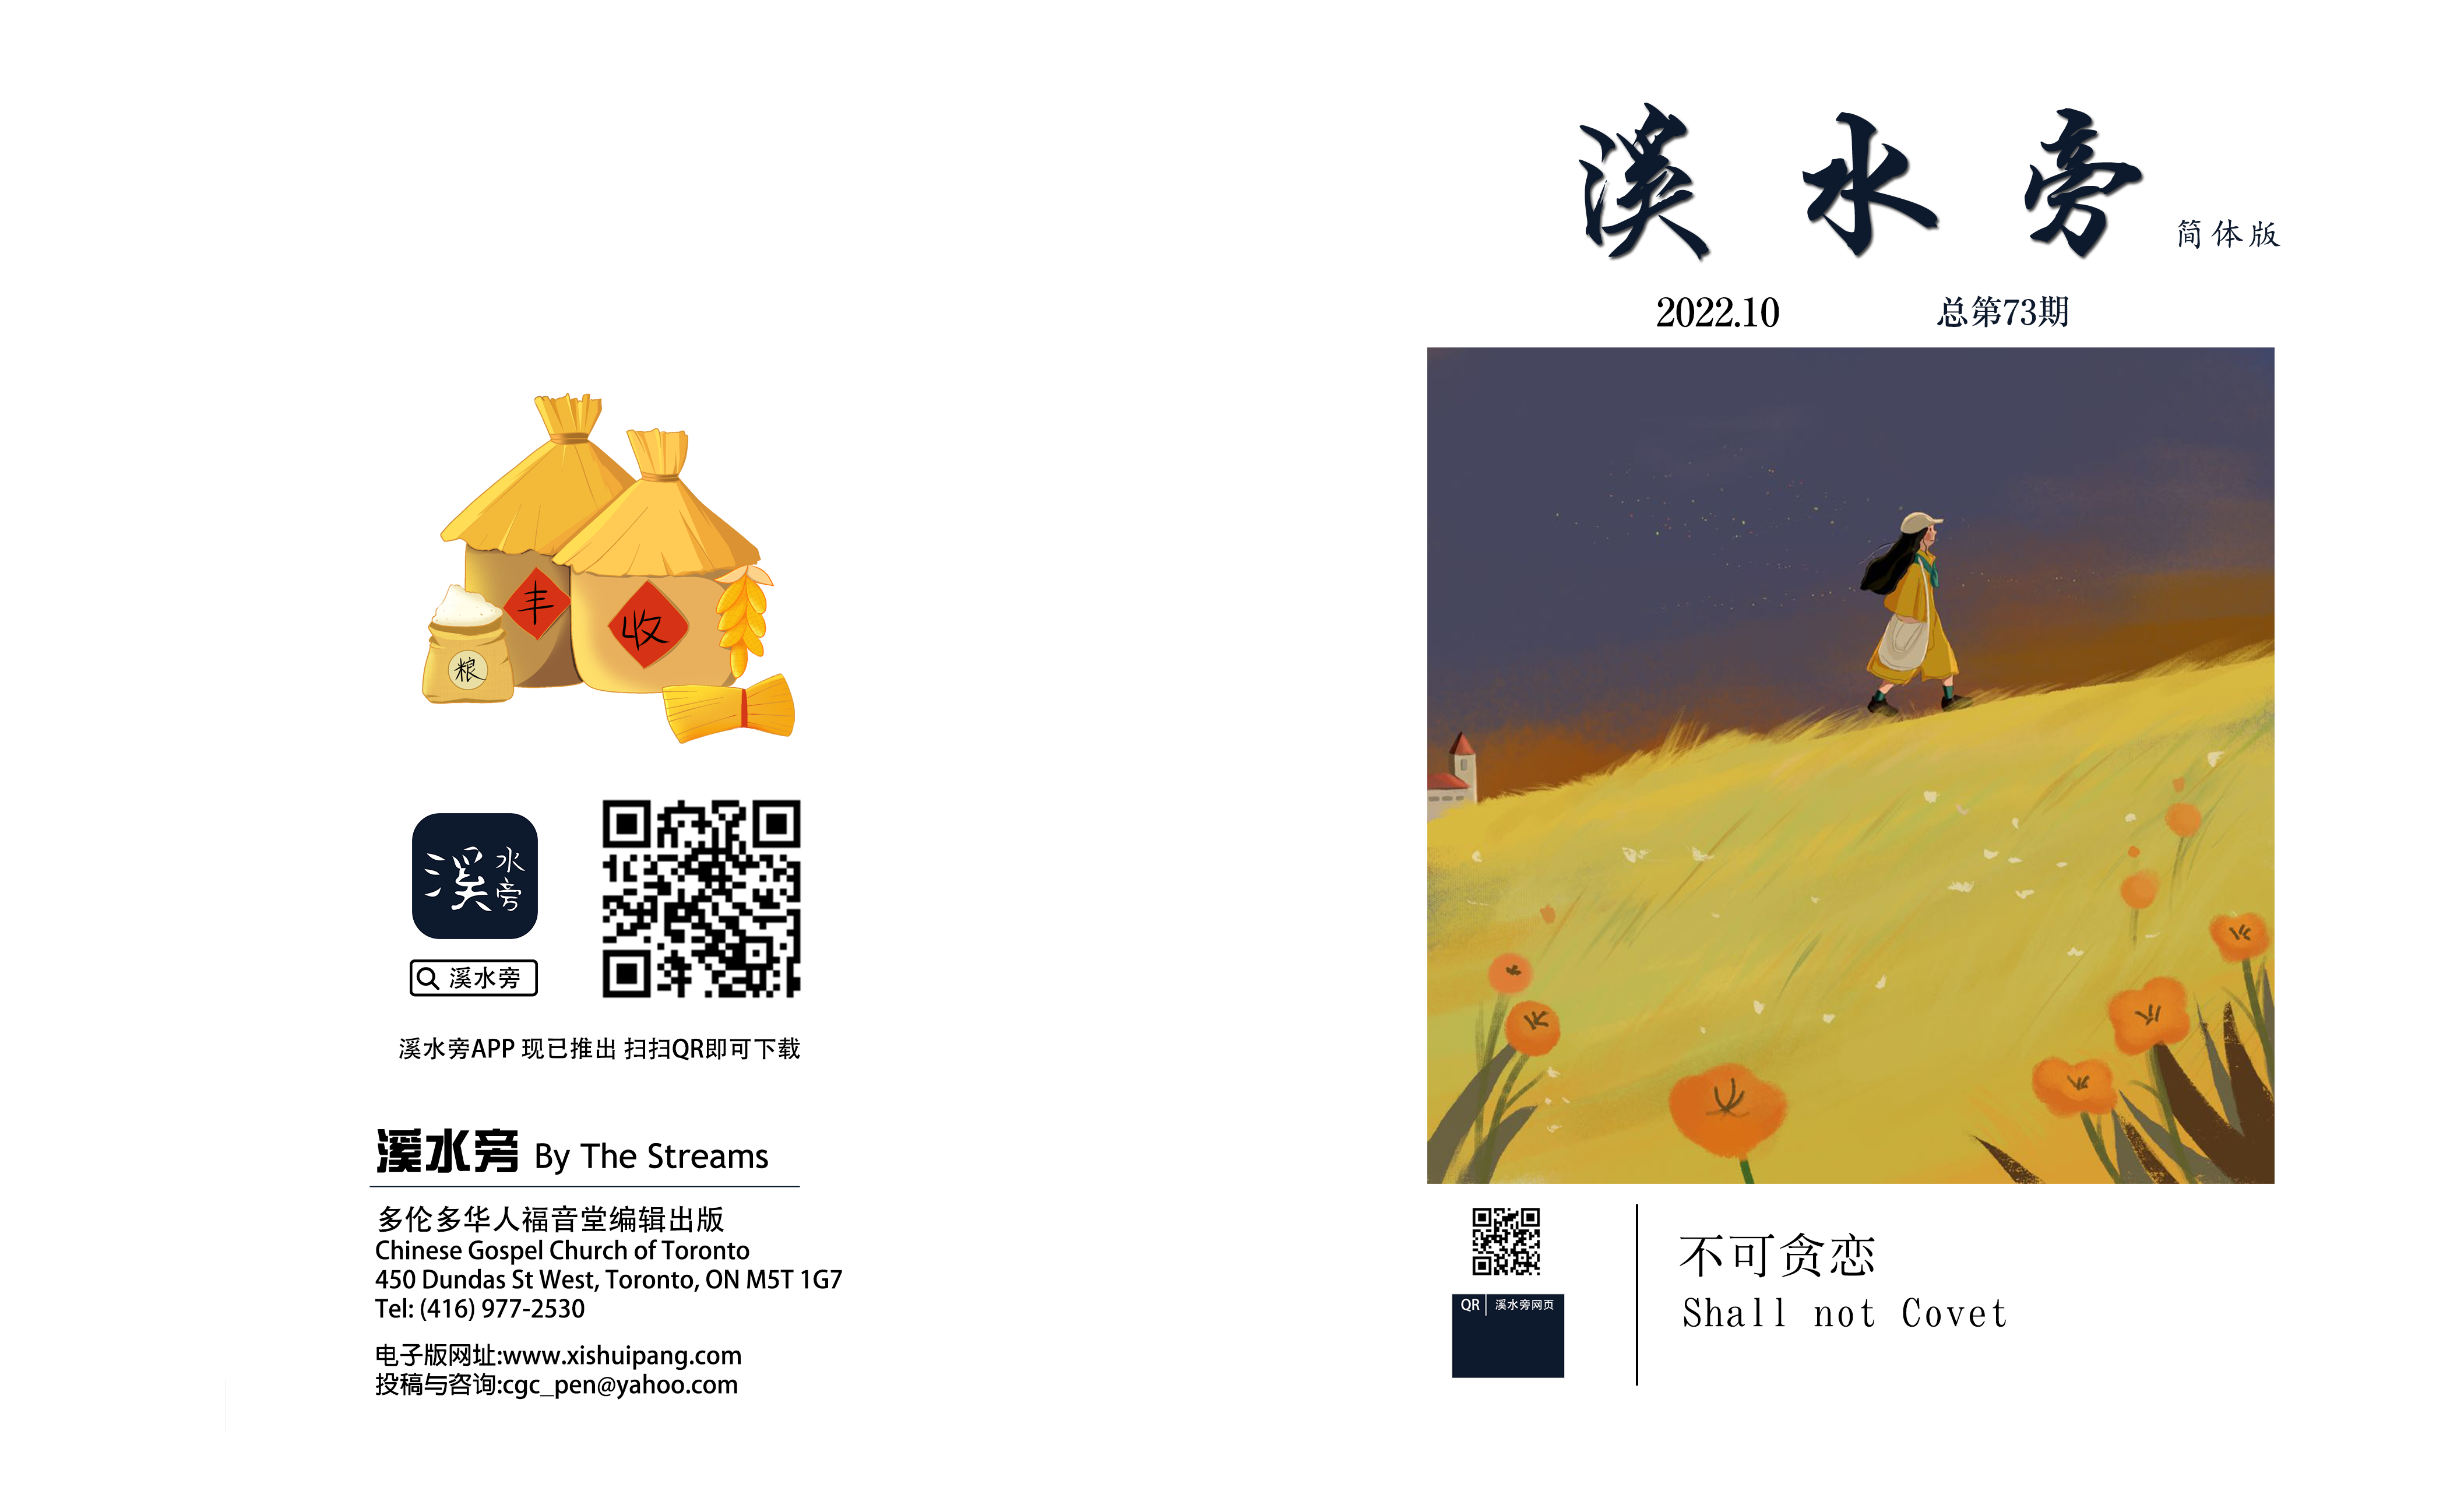 丰
收
粮
溪水旁
溪水旁
溪水旁APP 现已推出 扫扫QR即可下载
溪水旁 By The Streams
多伦多华人福音堂编辑出版
Chinese Gospel Church of Toronto
450 Dundas St West, Toronto, ON M5T 1G7
Tel: (416) 977-2530
电子版网址:www.xishuipang.com
投稿与咨询:cgc_pen@yahoo.com
溪水旁 简体版
2022.10 总第73期
QR 溪水旁网页
不可贪恋
Shall not Covet